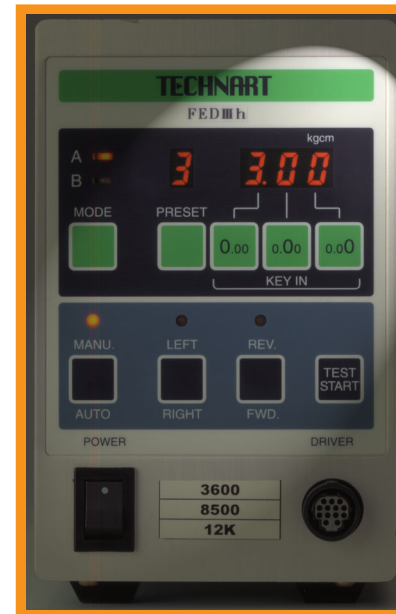 TECHNART
FEDⅢh
kgcm
A
B
3 3.00
MODE PRESET
0.00 0.00 0.00
KEY IN
MANU. LEFT REV.
TEST
START
AUTO RIGHT FWD.
POWER DRIVER
3600
8500
12K